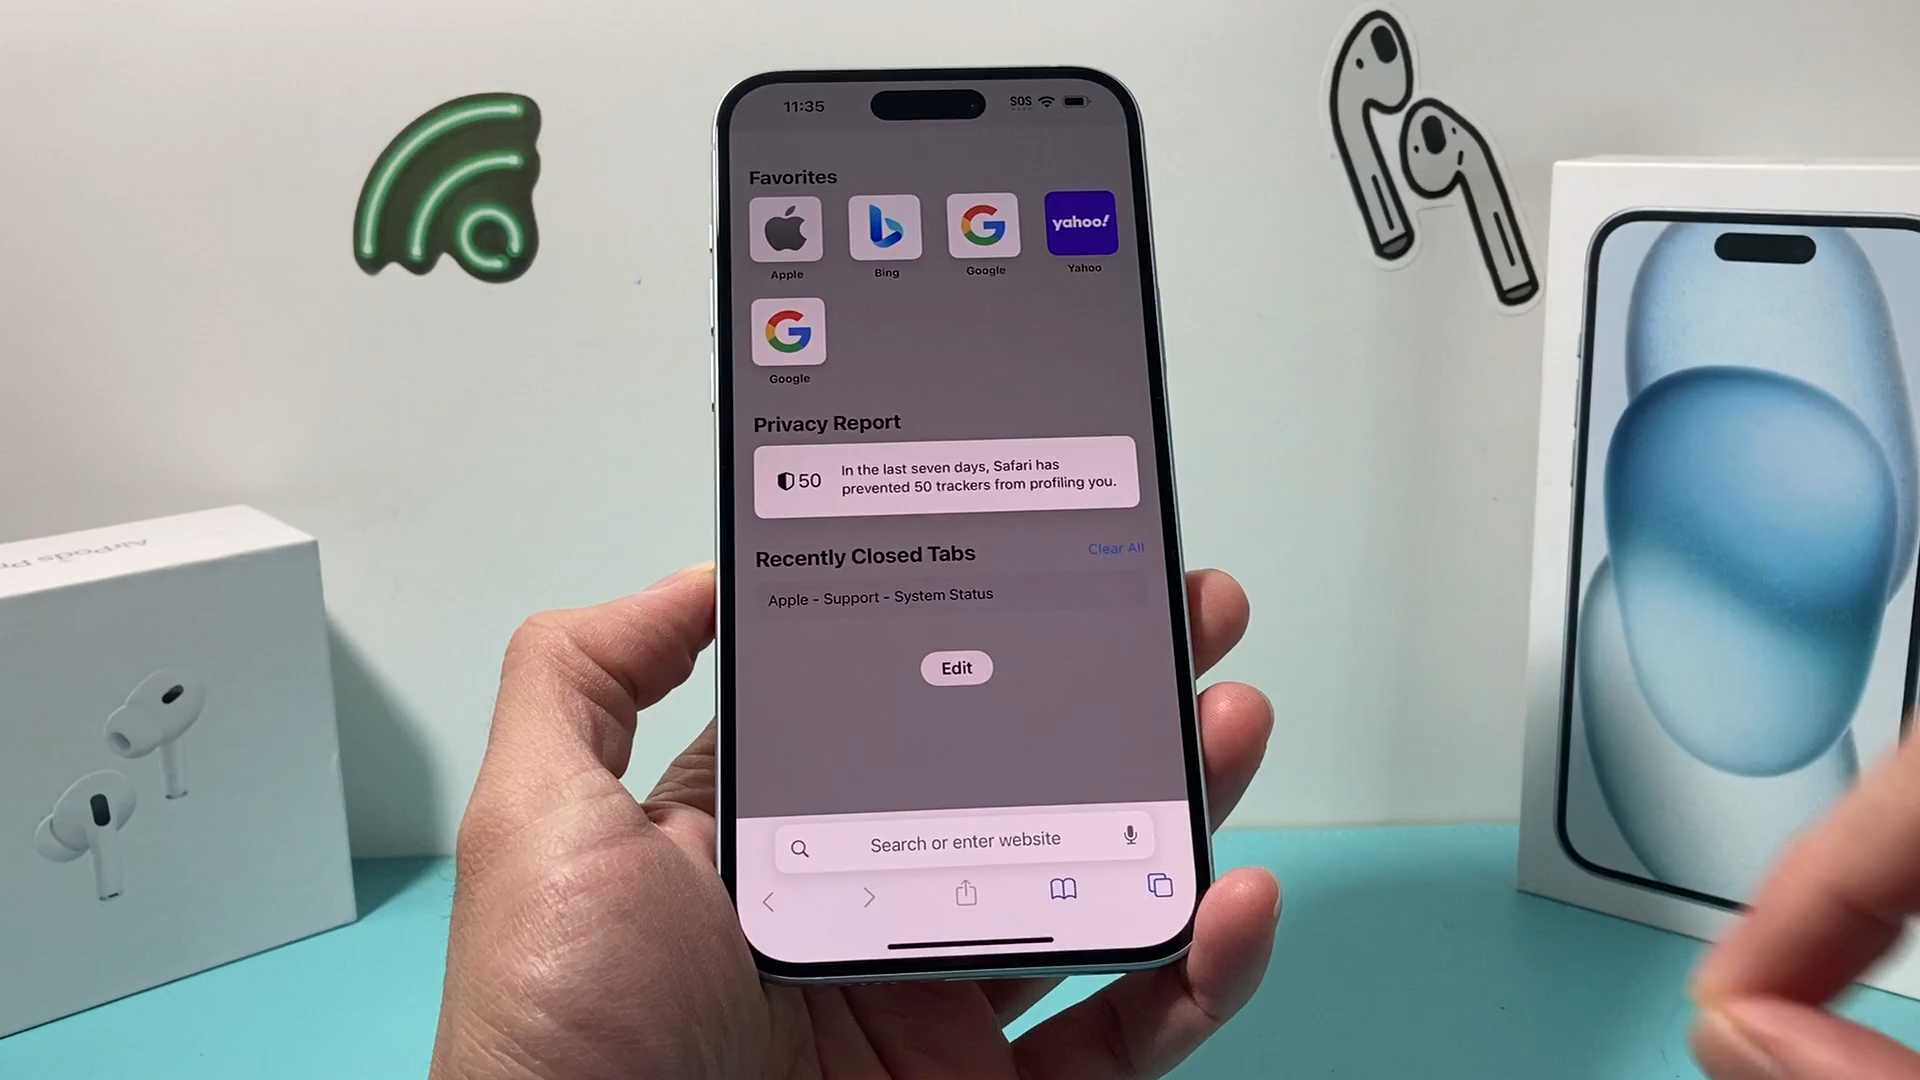 11:35
SOS
Favorites
yahoo!
Apple
Bing
Google
Yahoo
Google
Privacy Report
50
In the last seven days, Safari has
prevented 50 trackers from profiling you.
Recently Closed Tabs
Clear All
Apple - Support - System Status
Edit
Search or enter website
AirPods Pro